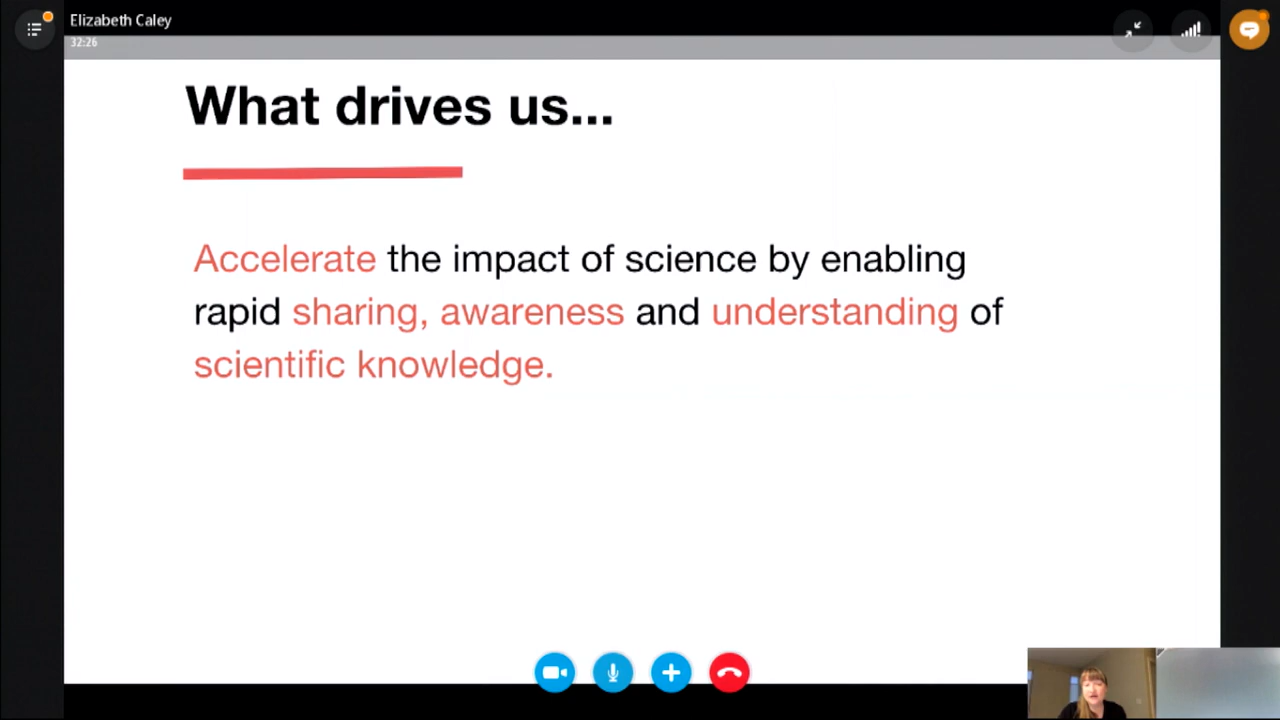 Elizabeth Caley
32:26
What drives us...
Accelerate the impact of science by enabling
rapid sharing, awareness and understanding of
scientific knowledge.